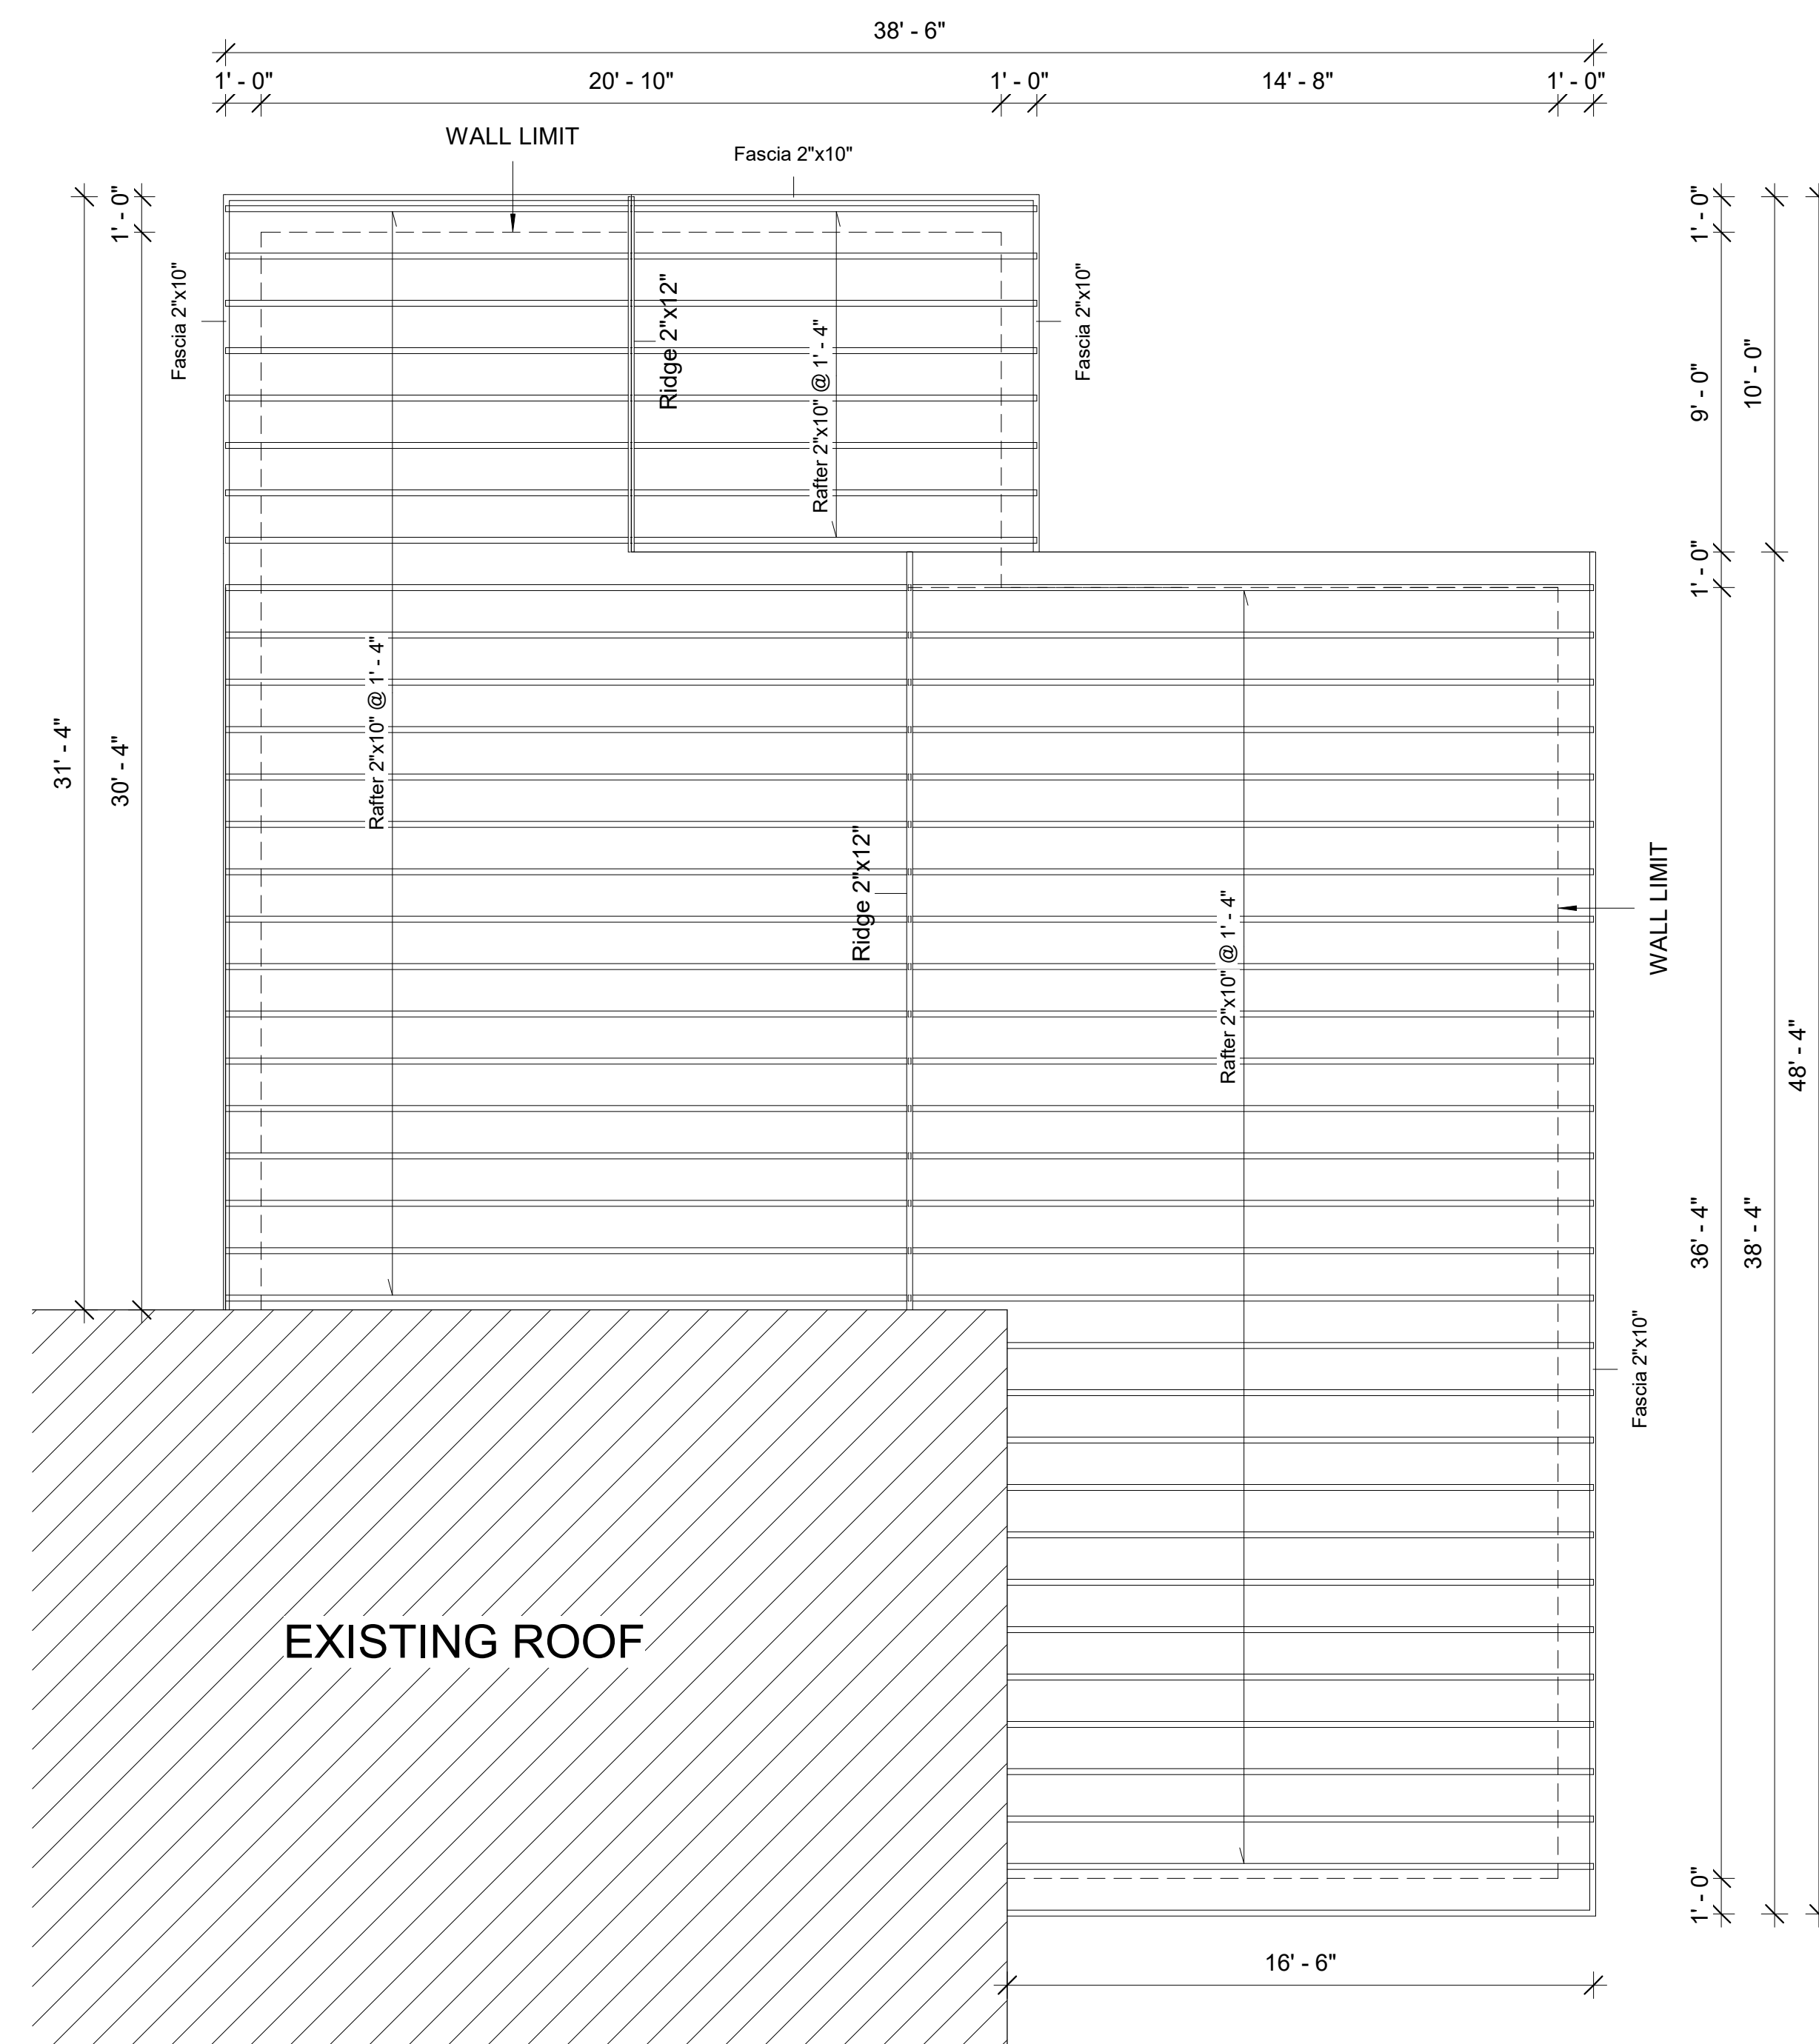 38' - 6"
1' - 0"
20' - 10"
1' - 0"
14' - 8"
1' - 0"
WALL LIMIT
Fascia 2"x10"
1' - 0"
1' - 0"
Fascia 2"x10"
Ridge 2"x12"
Rafter 2"x10" @ 1' - 4"
Fascia 2"x10"
9' - 0"
10' - 0"
1' - 0"
31' - 4"
30' - 4"
Rafter 2"x10" @ 1' - 4"
Ridge 2"x12"
Rafter 2"x10" @ 1' - 4"
WALL LIMIT
48' - 4"
36' - 4"
38' - 4"
Fascia 2"x10"
EXISTING ROOF
1' - 0"
16' - 6"